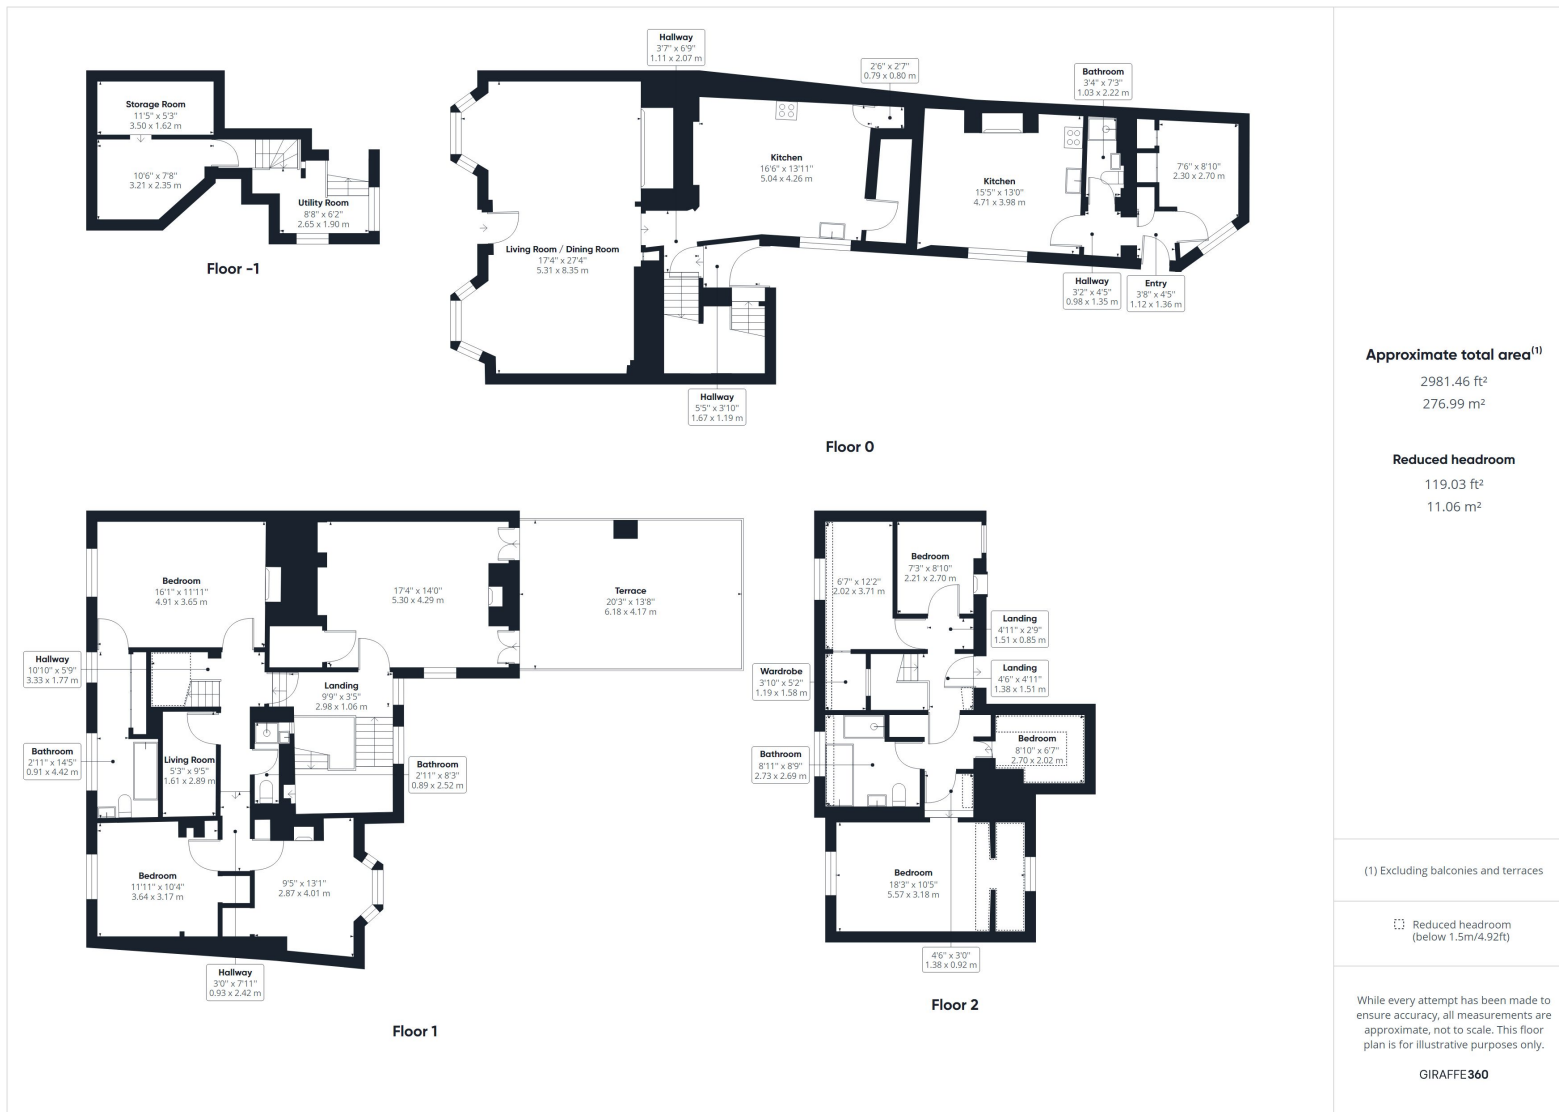 Storage Room
11'5" x 5'3"
3.50 x 1.62 m
10'6" x 7'8"
3.21 x 2.35 m
Utility Room
8'8" x 6'2"
2.65 x 1.90 m
Floor -1
Hallway
3'7" x 6'9"
1.11 x 2.07 m
2'6" x 2'7"
0.79 x 0.80 m
Bathroom
3'4" x 7'3"
1.03 x 2.22 m
Kitchen
16'6" x 13'11"
5.04 x 4.26 m
Kitchen
15'5" x 13'0"
4.71 x 3.98 m
7'6" x 8'10"
2.30 x 2.70 m
Living Room / Dining Room
17'4" x 27'4"
5.31 x 8.35 m
Hallway
3'2" x 4'5"
0.98 x 1.35 m
Entry
3'8" x 4'5"
1.12 x 1.36 m
Hallway
5'5" x 3'10"
1.67 x 1.19 m
Floor 0
Bedroom
16'1" x 11'11"
4.91 x 3.65 m
17'4" x 14'0"
5.30 x 4.29 m
Terrace
20'3" x 13'8"
6.18 x 4.17 m
Hallway
10'10" x 5'9"
3.33 x 1.77 m
Landing
9'9" x 3'5"
2.98 x 1.06 m
Bathroom
2'11" x 14'5"
0.91 x 4.42 m
Living Room
5'3" x 9'5"
1.61 x 2.89 m
Bathroom
2'11" x 8'3"
0.89 x 2.52 m
Bedroom
11'11" x 10'4"
3.64 x 3.17 m
9'5" x 13'1"
2.87 x 4.01 m
Hallway
3'0" x 7'11"
0.93 x 2.42 m
Floor 1
6'7" x 12'2"
2.02 x 3.71 m
Bedroom
7'3" x 8'10"
2.21 x 2.70 m
Landing
4'11" x 2'9"
1.51 x 0.85 m
Wardrobe
3'10" x 5'2"
1.19 x 1.58 m
Landing
4'6" x 4'11"
1.38 x 1.51 m
Bathroom
8'11" x 8'9"
2.73 x 2.69 m
Bedroom
8'10" x 6'7"
2.70 x 2.02 m
Bedroom
18'3" x 10'5"
5.57 x 3.18 m
4'6" x 3'0"
1.38 x 0.92 m
Floor 2
Approximate total area(1)
2981.46 ft²
276.99 m²
Reduced headroom
119.03 ft²
11.06 m²
(1) Excluding balconies and terraces
Reduced headroom
(below 1.5m/4.92ft)
While every attempt has been made to
ensure accuracy, all measurements are
approximate, not to scale. This floor
plan is for illustrative purposes only.
GIRAFFE360